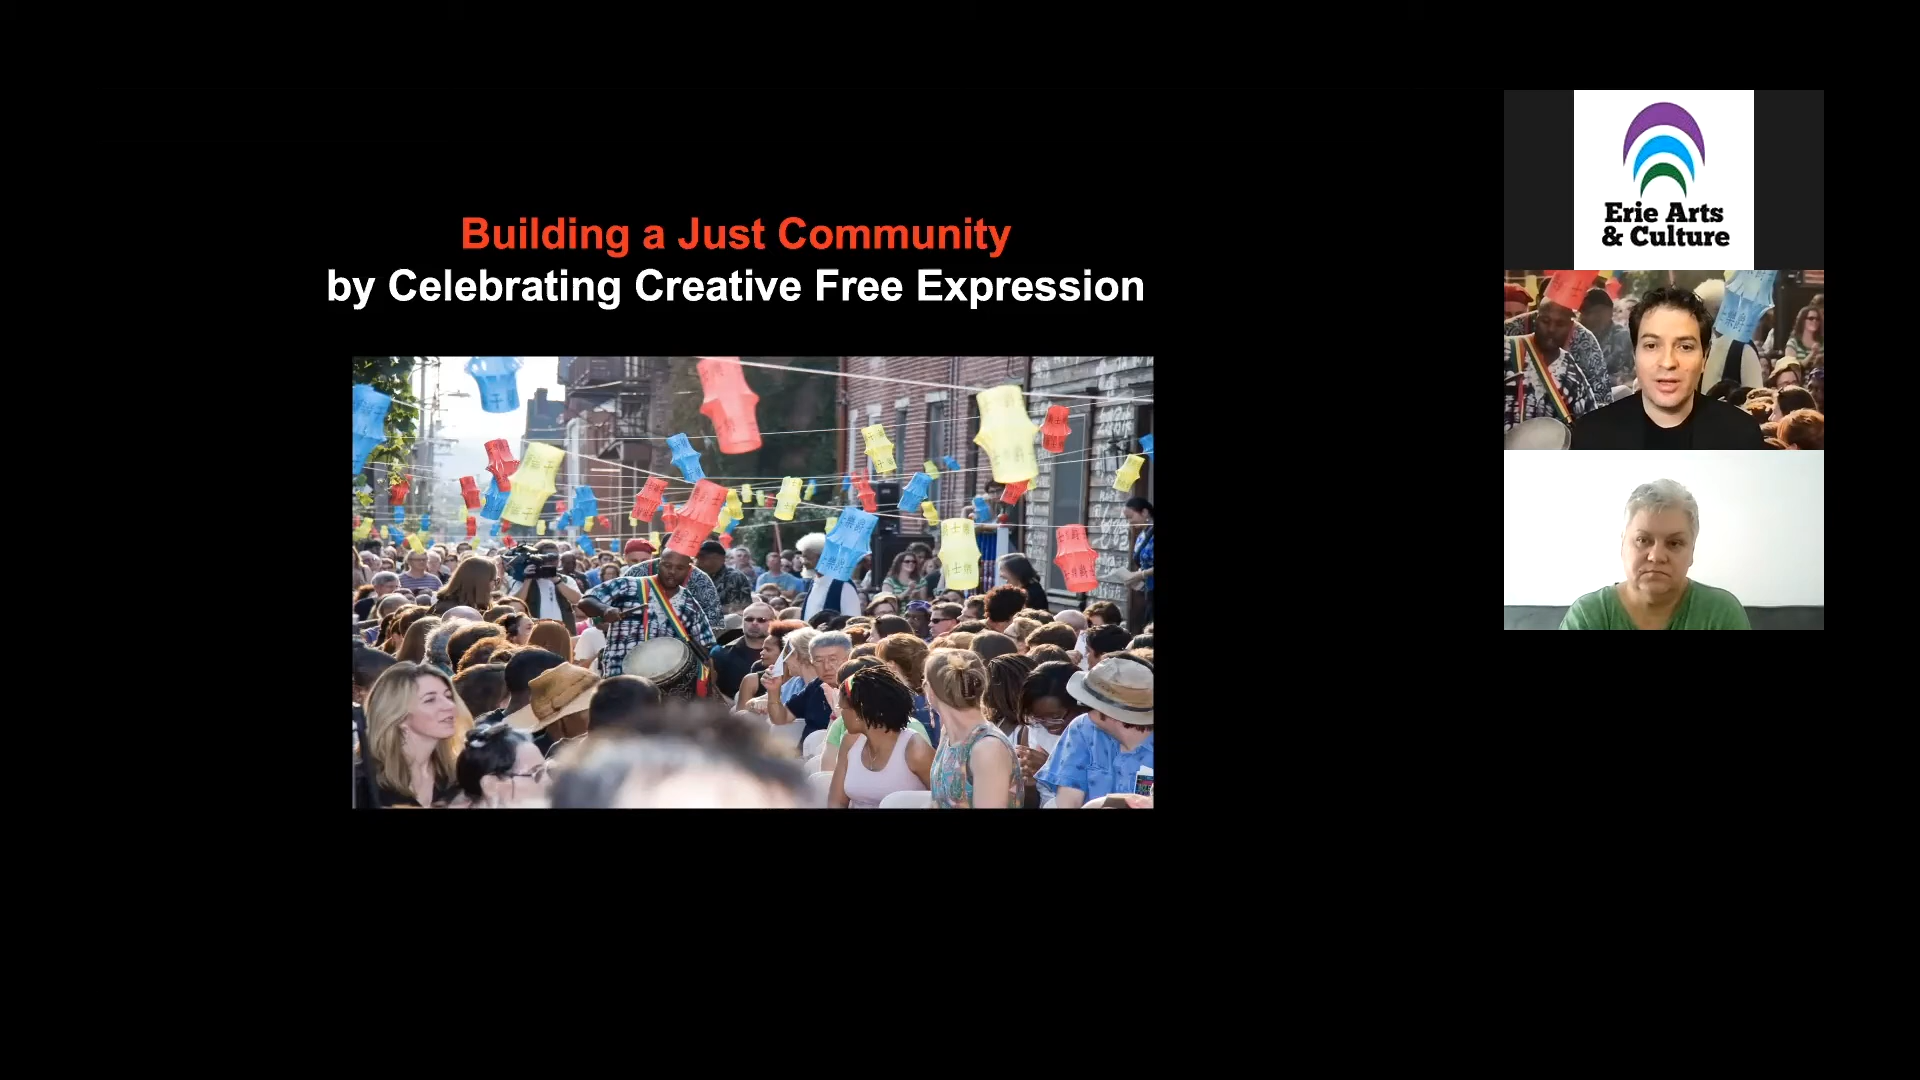 Building a Just Community
by Celebrating Creative Free Expression
Erie Arts
& Culture